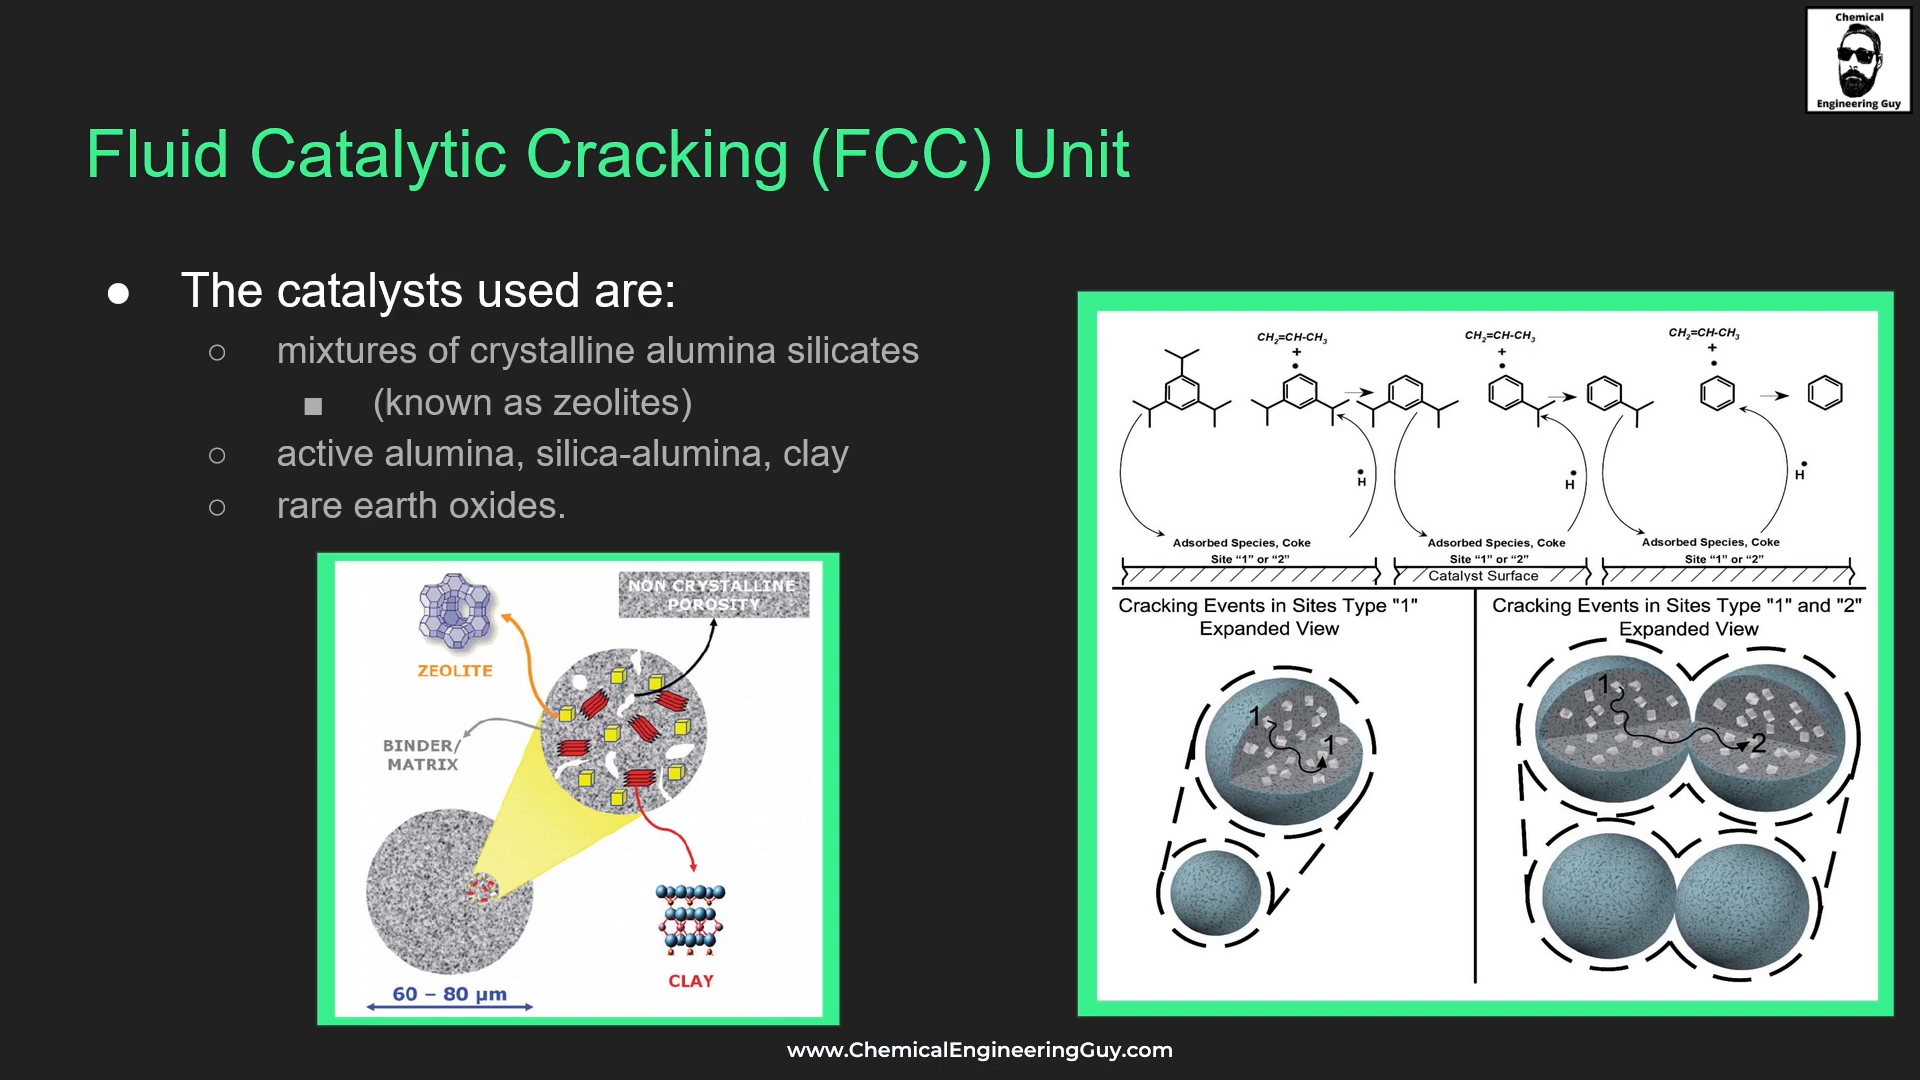 Chemical
Engineering Guy
Fluid Catalytic Cracking (FCC) Unit
● The catalysts used are:
○ mixtures of crystalline alumina silicates
■ (known as zeolites)
○ active alumina, silica-alumina, clay
○ rare earth oxides.
NON CRYSTALLINE
POROSITY
ZEOLITE
BINDER/
MATRIX
CLAY
60 – 80 µm
CH₂=CH-CH₃
+
CH₂=CH-CH₃
+
CH₂=CH-CH₃
+
H
H
H
Adsorbed Species, Coke
Site “1” or “2”
Adsorbed Species, Coke
Site “1” or “2”
Adsorbed Species, Coke
Site “1” or “2”
Catalyst Surface
Cracking Events in Sites Type "1"
Expanded View
1
1
Cracking Events in Sites Type "1" and "2"
Expanded View
1
2
www.ChemicalEngineeringGuy.com